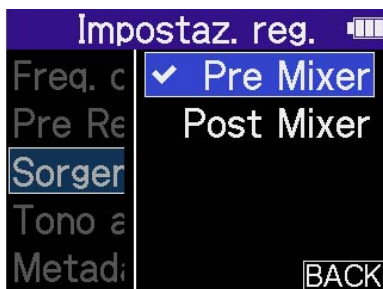 Impostaz. reg.
Freq. c
✔ Pre Mixer
Pre Re
Post Mixer
Sorgen
Tono a
Metad
BACK